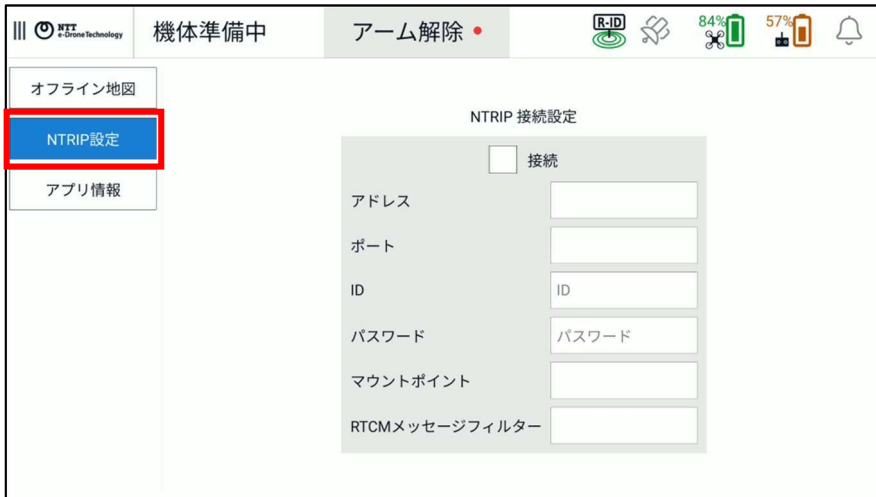 NTT
e-Drone Technology
機体準備中
アーム解除
R-ID
84%
57%
オフライン地図
NTRIP設定
アプリ情報
NTRIP 接続設定
接続
アドレス
ポート
ID
ID
パスワード
パスワード
マウントポイント
RTCMメッセージフィルター